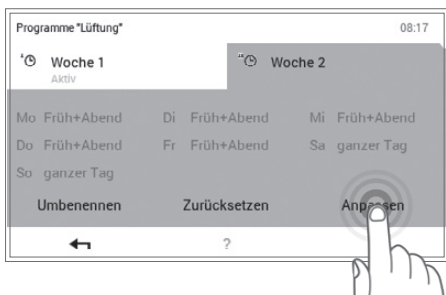 Programme "Lüftung" 08:17
Woche 1 Woche 2
Aktiv
Mo Früh+Abend Di Früh+Abend Mi Früh+Abend
Do Früh+Abend Fr Früh+Abend Sa ganzer Tag
So ganzer Tag
Umbenennen Zurücksetzen Anpassen
?